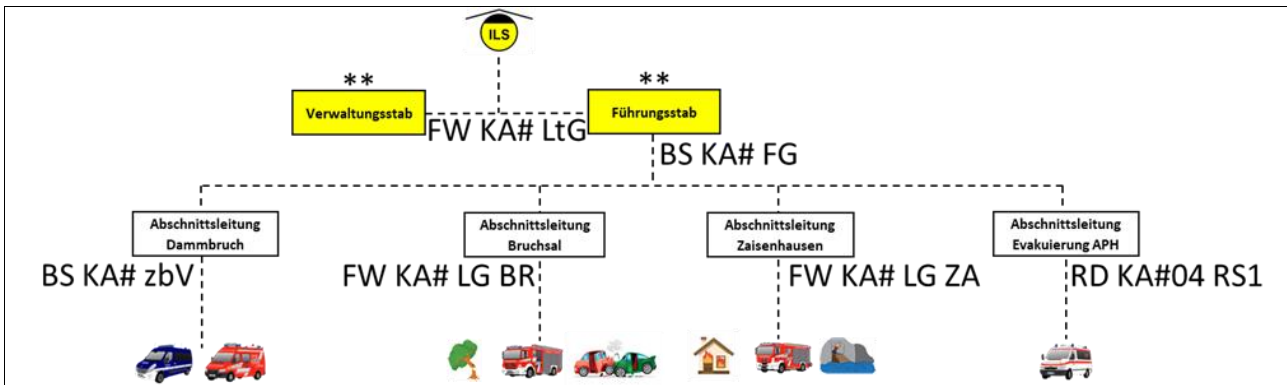 ILS
** **
Verwaltungsstab
Führungsstab
FW KA# LtG
BS KA# FG
Abschnittsleitung
Dammbruch
Abschnittsleitung
Bruchsal
Abschnittsleitung
Zaisenhausen
Abschnittsleitung
Evakuierung APH
BS KA# zbV
FW KA# LG BR
FW KA# LG ZA
RD KA#04 RS1